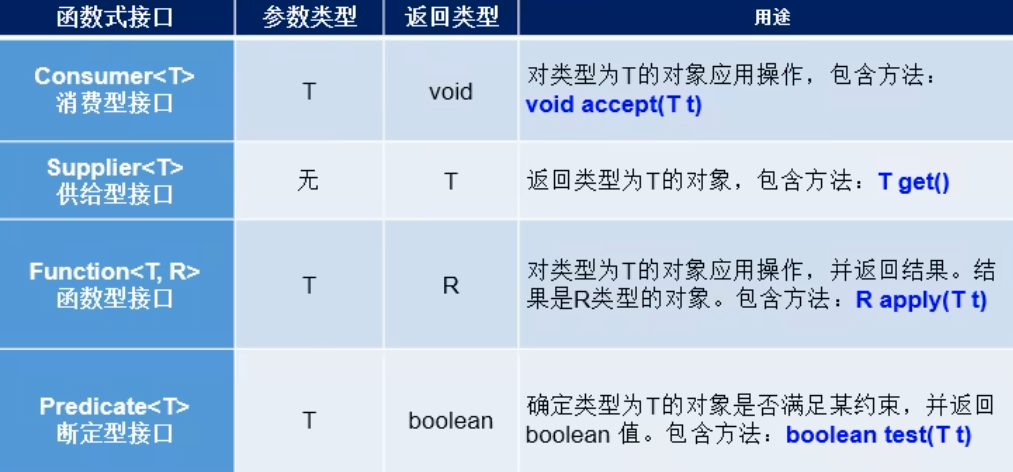 函数式接口 参数类型 返回类型 用途
Consumer<T>
消费型接口
T
void
对类型为T的对象应用操作，包含方法：
void accept(T t)
Supplier<T>
供给型接口
无
T
返回类型为T的对象，包含方法：T get()
Function<T, R>
函数型接口
T
R
对类型为T的对象应用操作，并返回结果。结
果是R类型的对象。包含方法：R apply(T t)
Predicate<T>
断定型接口
T
boolean
确定类型为T的对象是否满足某约束，并返回
boolean 值。包含方法：boolean test(T t)